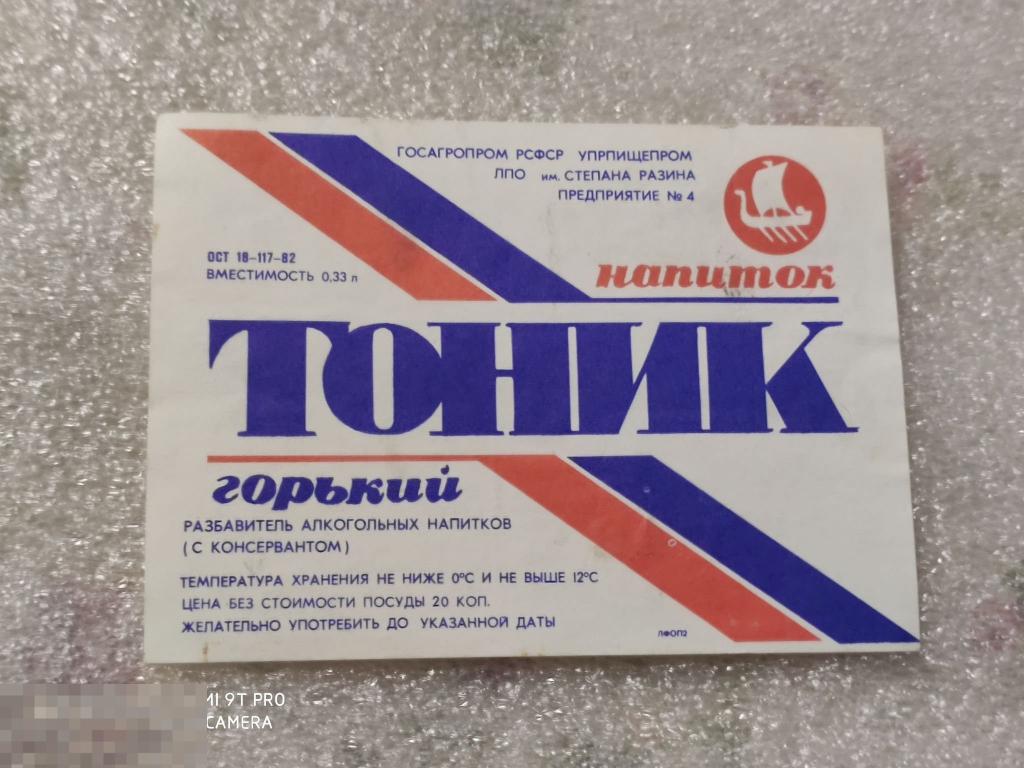 ГОСАГРОПРОМ РСФСР УПРПИЩЕПРОМ
ЛПО им. СТЕПАНА РАЗИНА
ПРЕДПРИЯТИЕ № 4
ОСТ 18-117-82
ВМЕСТИМОСТЬ 0,33 л
напиток
ТОНИК
горький
РАЗБАВИТЕЛЬ АЛКОГОЛЬНЫХ НАПИТКОВ
(С КОНСЕРВАНТОМ)
ТЕМПЕРАТУРА ХРАНЕНИЯ НЕ НИЖЕ 0°С И НЕ ВЫШЕ 12°С
ЦЕНА БЕЗ СТОИМОСТИ ПОСУДЫ 20 КОП.
ЖЕЛАТЕЛЬНО УПОТРЕБИТЬ ДО УКАЗАННОЙ ДАТЫ
ЛФОП2
MI 9T PRO
CAMERA